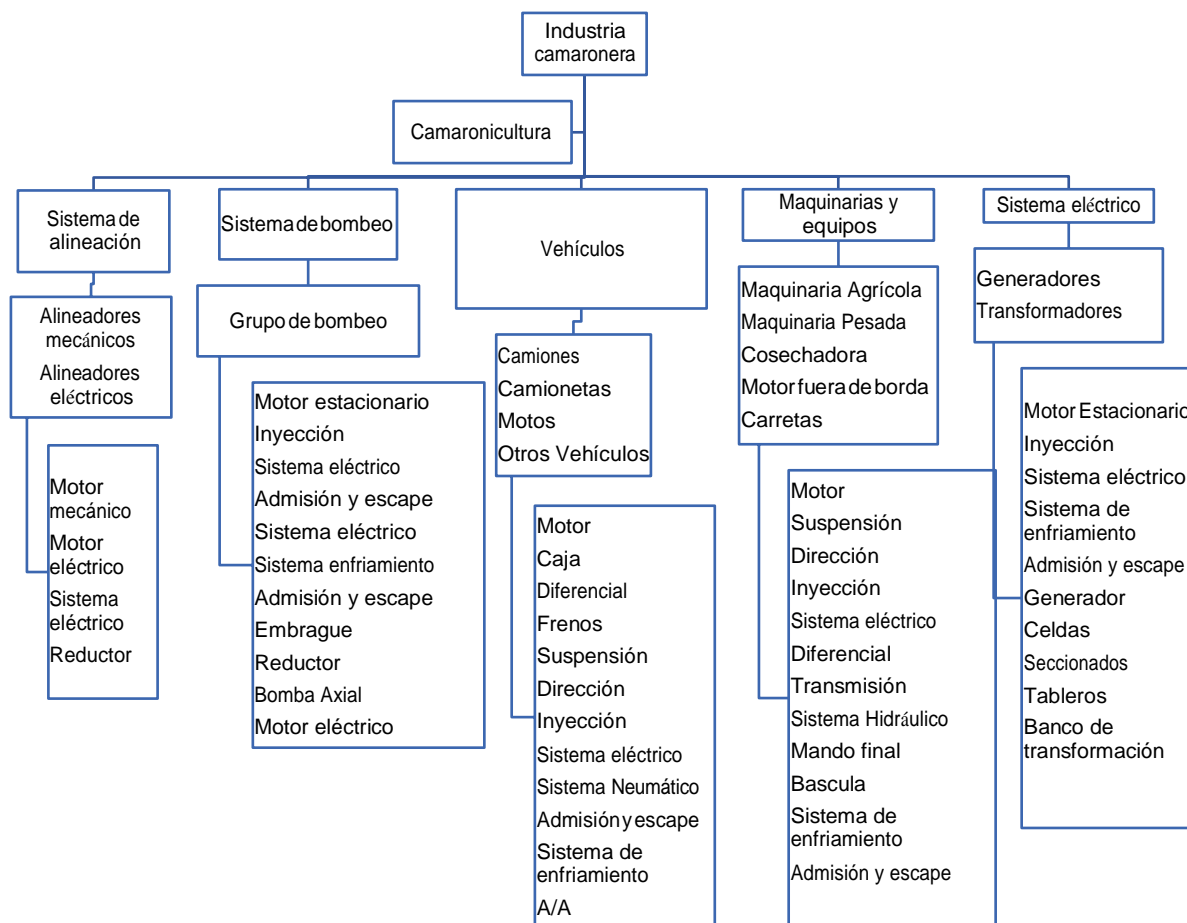 Industria
camaronera
Camaronicultura
Sistema de
alineación
Alineadores
mecánicos
Alineadores
eléctricos
Motor
mecánico
Motor
eléctrico
Sistema
eléctrico
Reductor
Sistema de bombeo
Grupo de bombeo
Motor estacionario
Inyección
Sistema eléctrico
Admisión y escape
Sistema eléctrico
Sistema enfriamiento
Admisión y escape
Embrague
Reductor
Bomba Axial
Motor eléctrico
Vehículos
Camiones
Camionetas
Motos
Otros Vehículos
Motor
Caja
Diferencial
Frenos
Suspensión
Dirección
Inyección
Sistema eléctrico
Sistema Neumático
Admisión y escape
Sistema de
enfriamiento
A/A
Maquinarias y
equipos
Maquinaria Agrícola
Maquinaria Pesada
Cosechadora
Motor fuera de borda
Carretas
Motor
Suspensión
Dirección
Inyección
Sistema eléctrico
Diferencial
Transmisión
Sistema Hidráulico
Mando final
Bascula
Sistema de
enfriamiento
Admisión y escape
Sistema eléctrico
Generadores
Transformadores
Motor Estacionario
Inyección
Sistema eléctrico
Sistema de
enfriamiento
Admisión y escape
Generador
Celdas
Seccionados
Tableros
Banco de
transformación